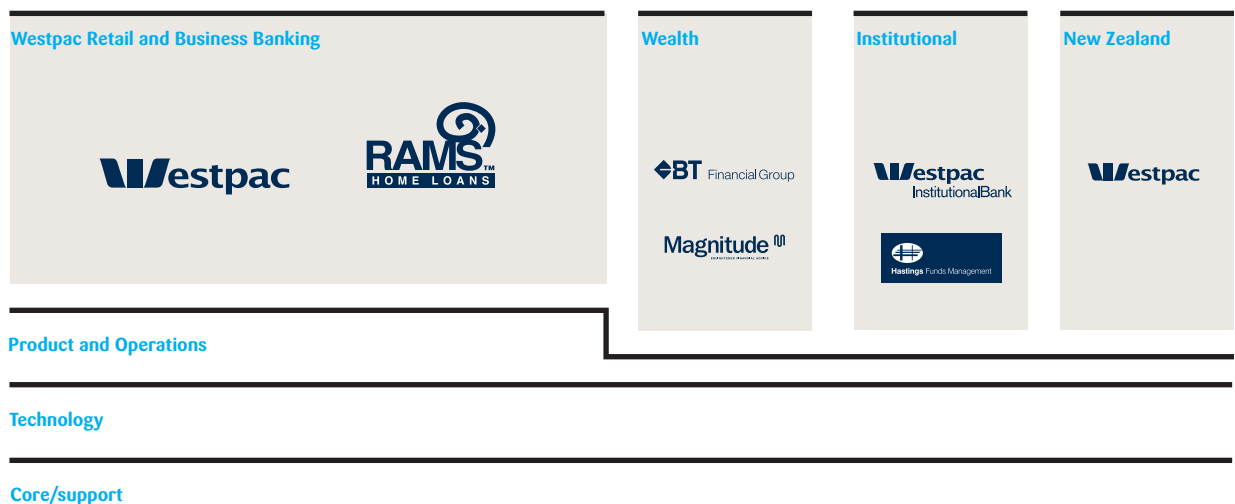 Westpac Retail and Business Banking
Westpac
RAMS™
HOME LOANS
Wealth
BT Financial Group
Magnitude
Institutional
Westpac
Institutional Bank
Hastings Funds Management
New Zealand
Westpac
Product and Operations
Technology
Core/support